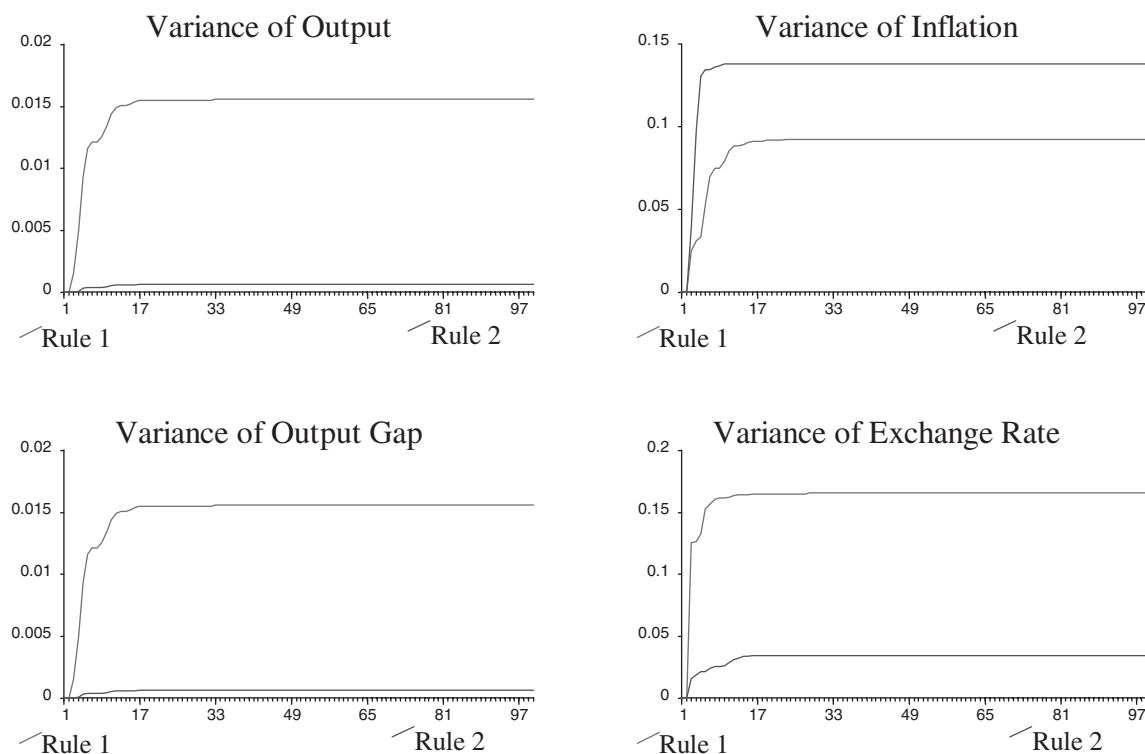 Variance of Output
0.02
0.015
0.01
0.005
0
1 17 33 49 65 81 97
Rule 1 Rule 2
Variance of Inflation
0.15
0.1
0.05
0
1 17 33 49 65 81 97
Rule 1 Rule 2
Variance of Output Gap
0.02
0.015
0.01
0.005
0
1 17 33 49 65 81 97
Rule 1 Rule 2
Variance of Exchange Rate
0.2
0.15
0.1
0.05
0
1 17 33 49 65 81 97
Rule 1 Rule 2